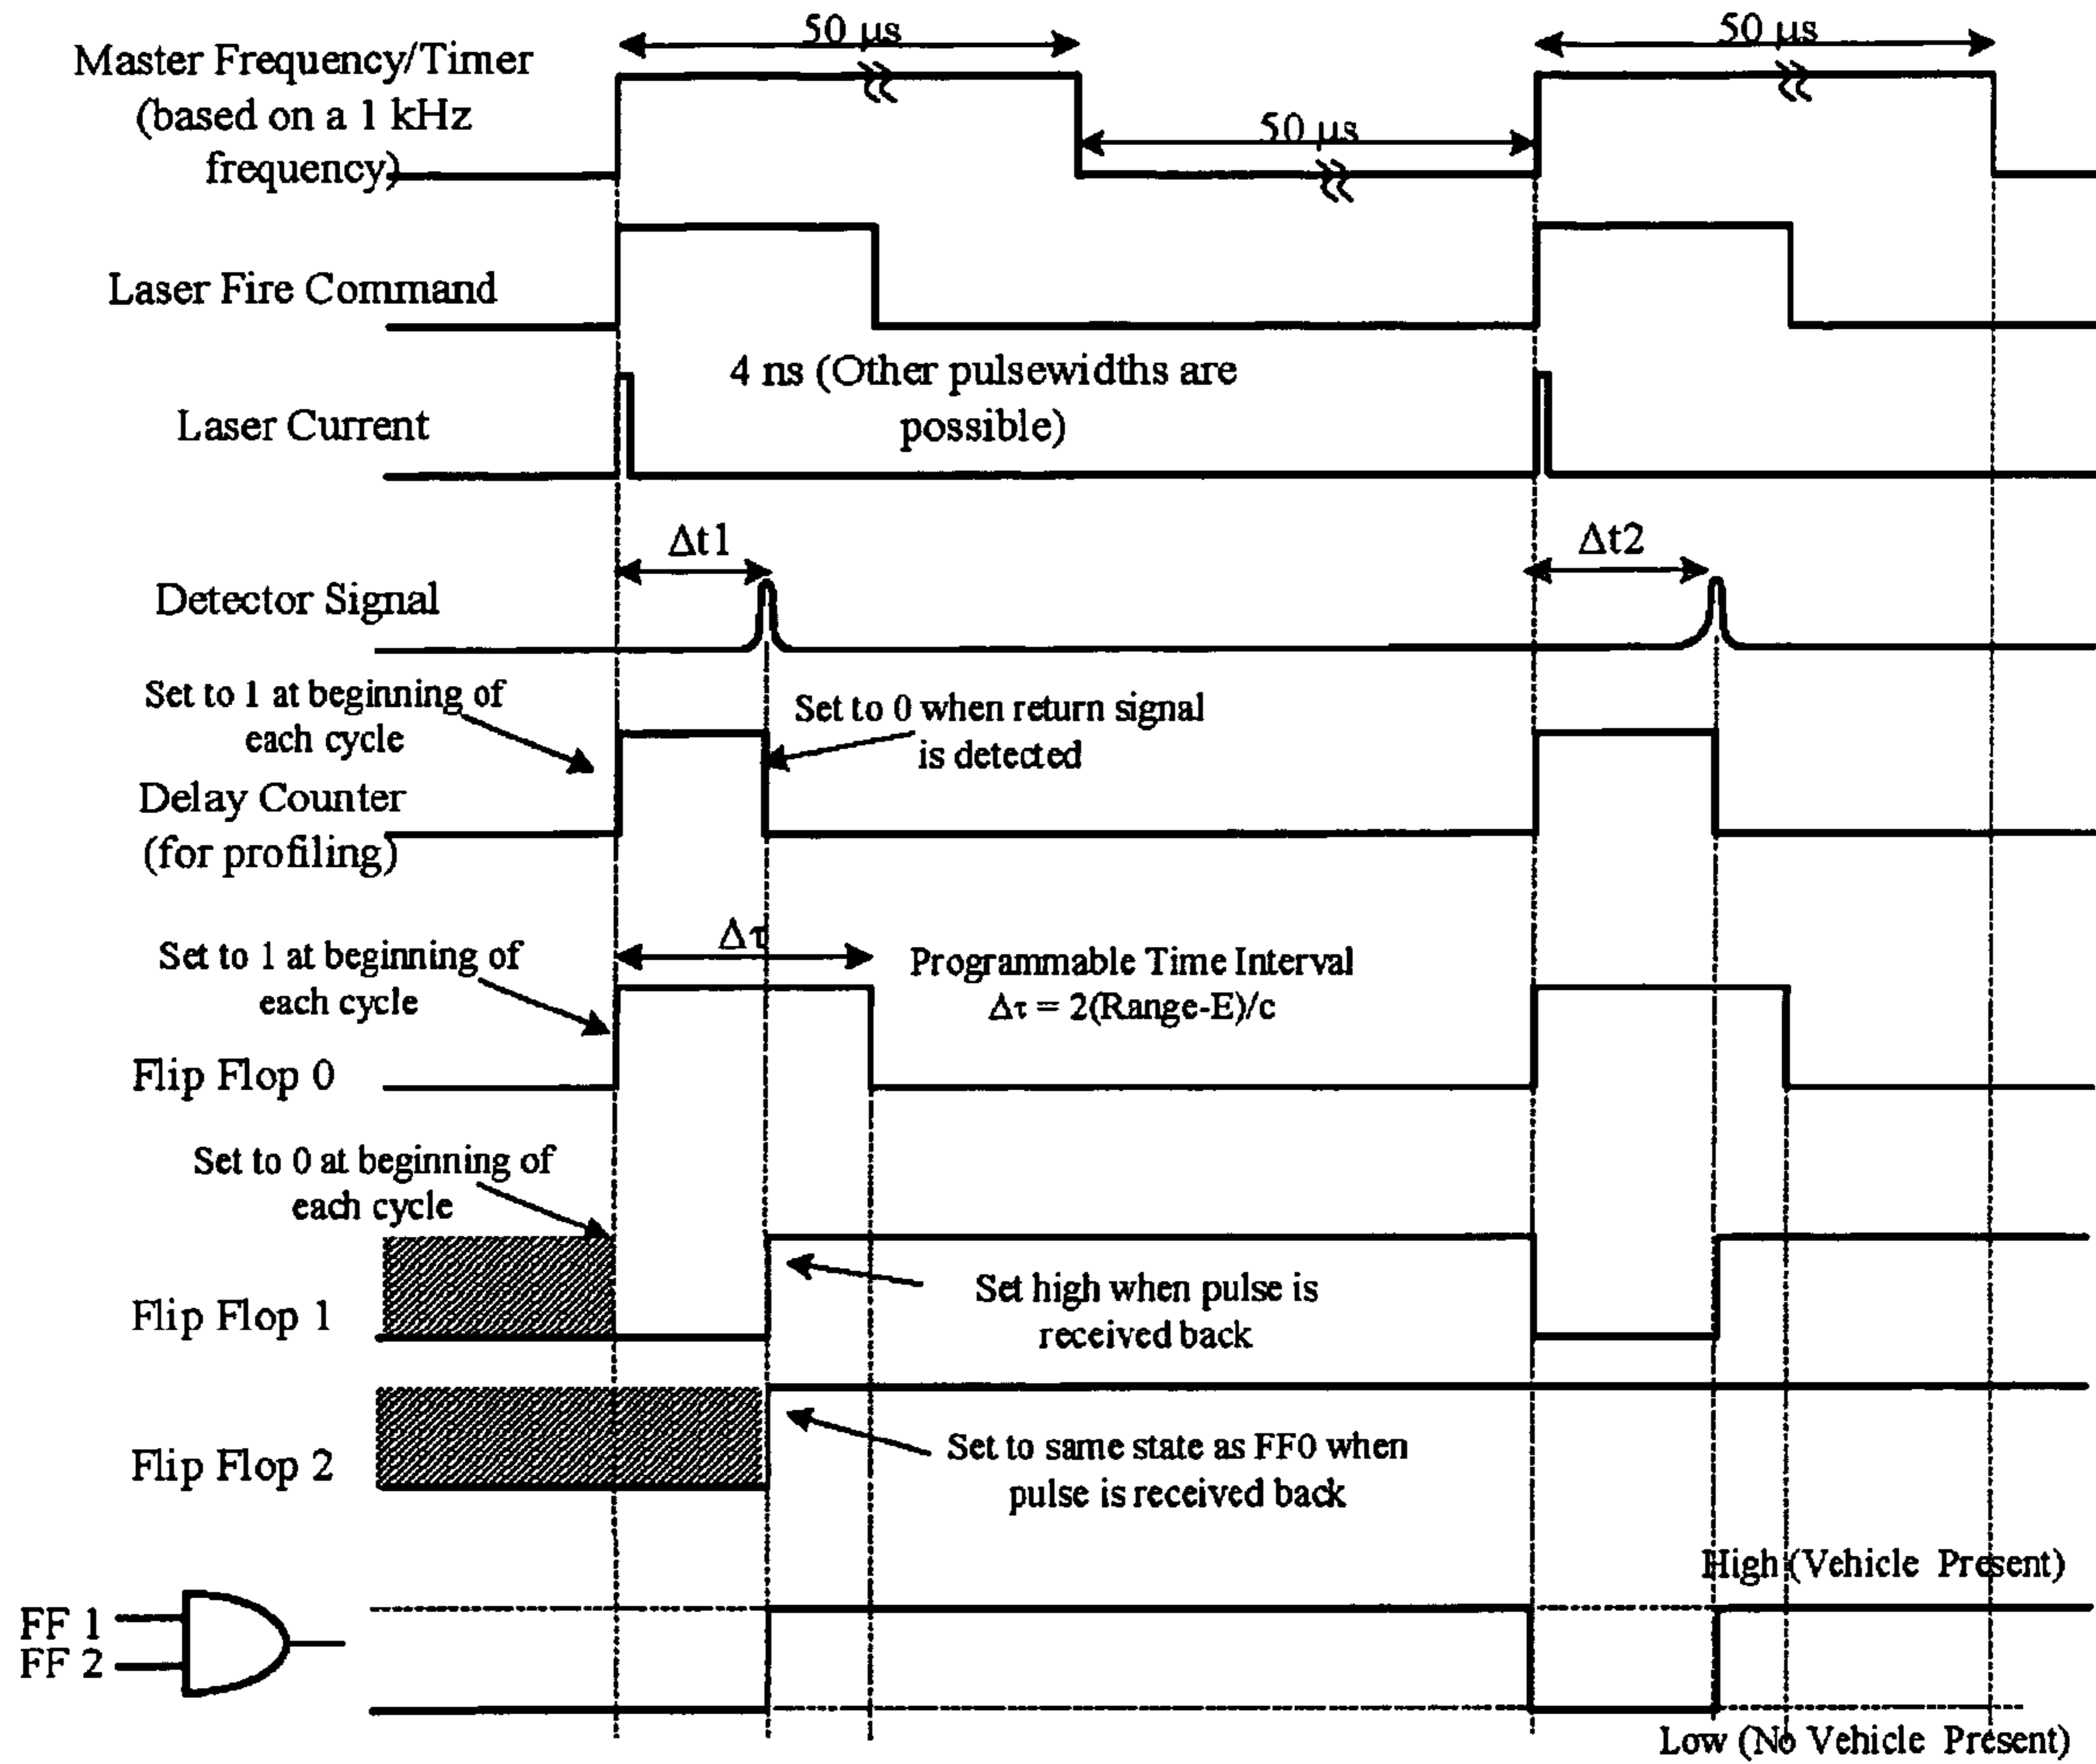 50 μs
50 μs
Master Frequency/Timer
(based on a 1 kHz
frequency)
50 μs
Laser Fire Command
4 ns (Other pulsewidths are
possible)
Laser Current
Δt1
Δt2
Detector Signal
Set to 1 at beginning of
each cycle
Set to 0 when return signal
is detected
Delay Counter
(for profiling)
Δτ
Set to 1 at beginning of
each cycle
Programmable Time Interval
Δτ = 2(Range-E)/c
Flip Flop 0
Set to 0 at beginning of
each cycle
Set high when pulse is
received back
Flip Flop 1
Set to same state as FF0 when
pulse is received back
Flip Flop 2
High (Vehicle Present)
FF 1
FF 2
Low (No Vehicle Present)